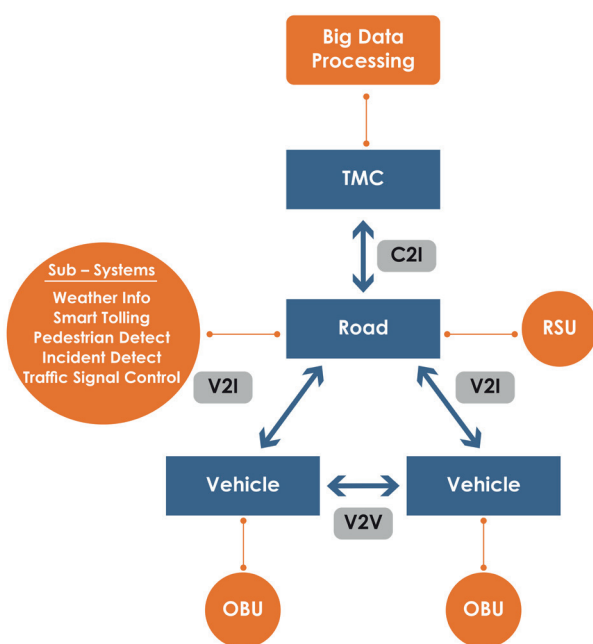 Big Data
Processing
TMC
C2I
Sub – Systems
Weather Info
Smart Tolling
Pedestrian Detect
Incident Detect
Traffic Signal Control
Road
RSU
V2I
V2I
Vehicle
Vehicle
V2V
OBU
OBU